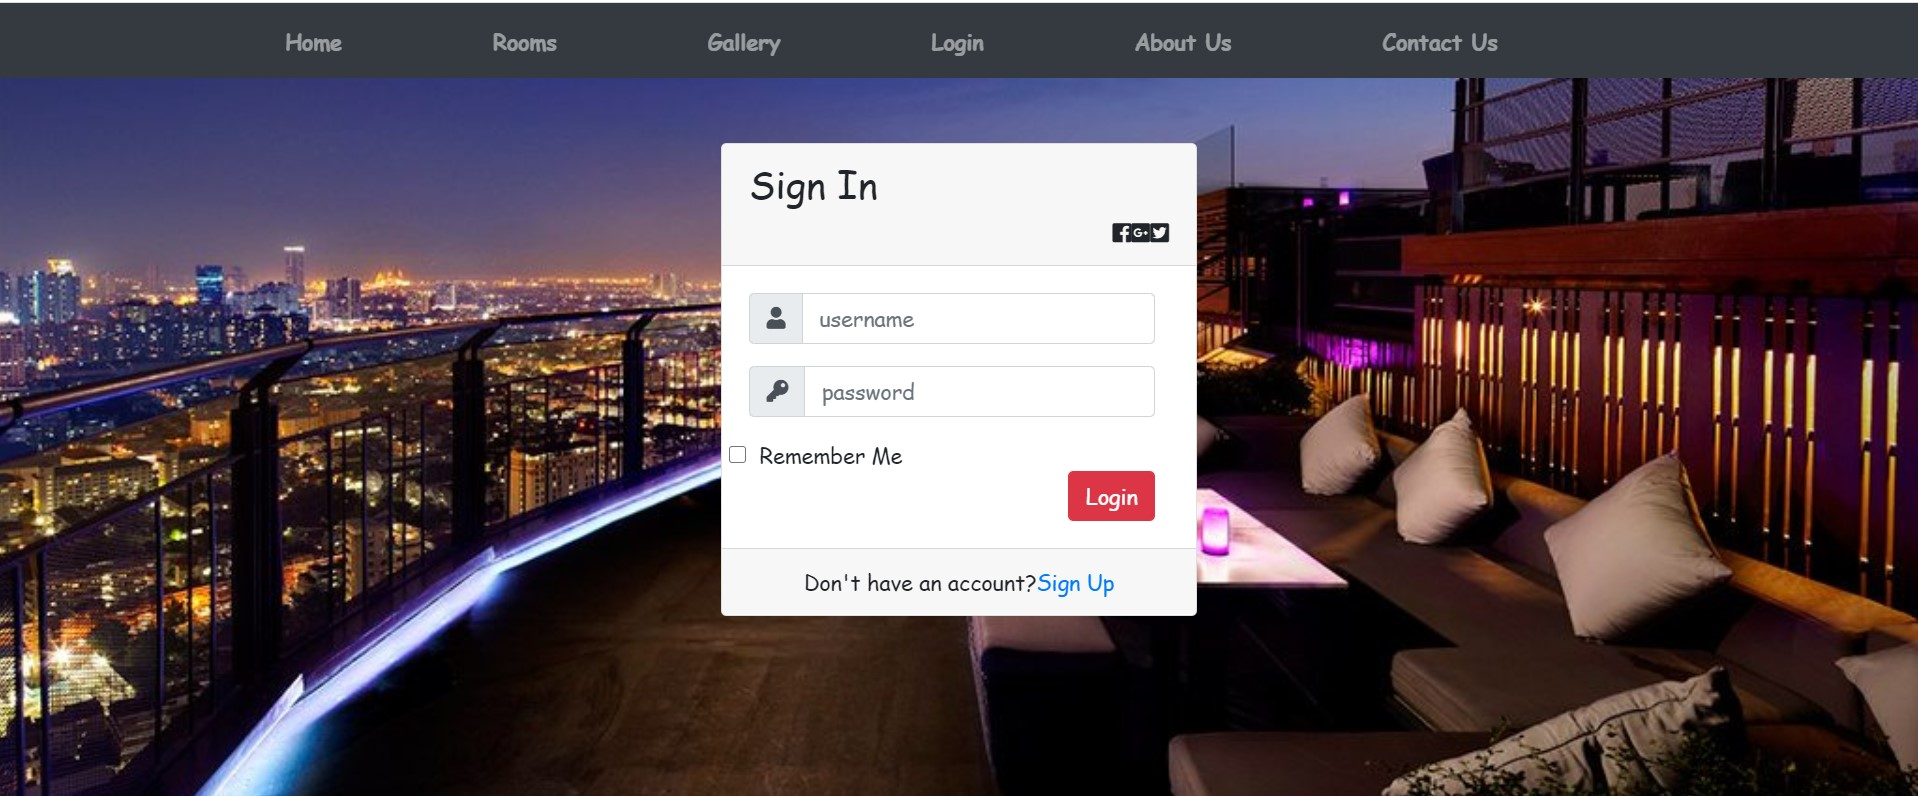 Home Rooms Gallery Login About Us Contact Us
Sign In
username
password
Remember Me
Login
Don't have an account?Sign Up